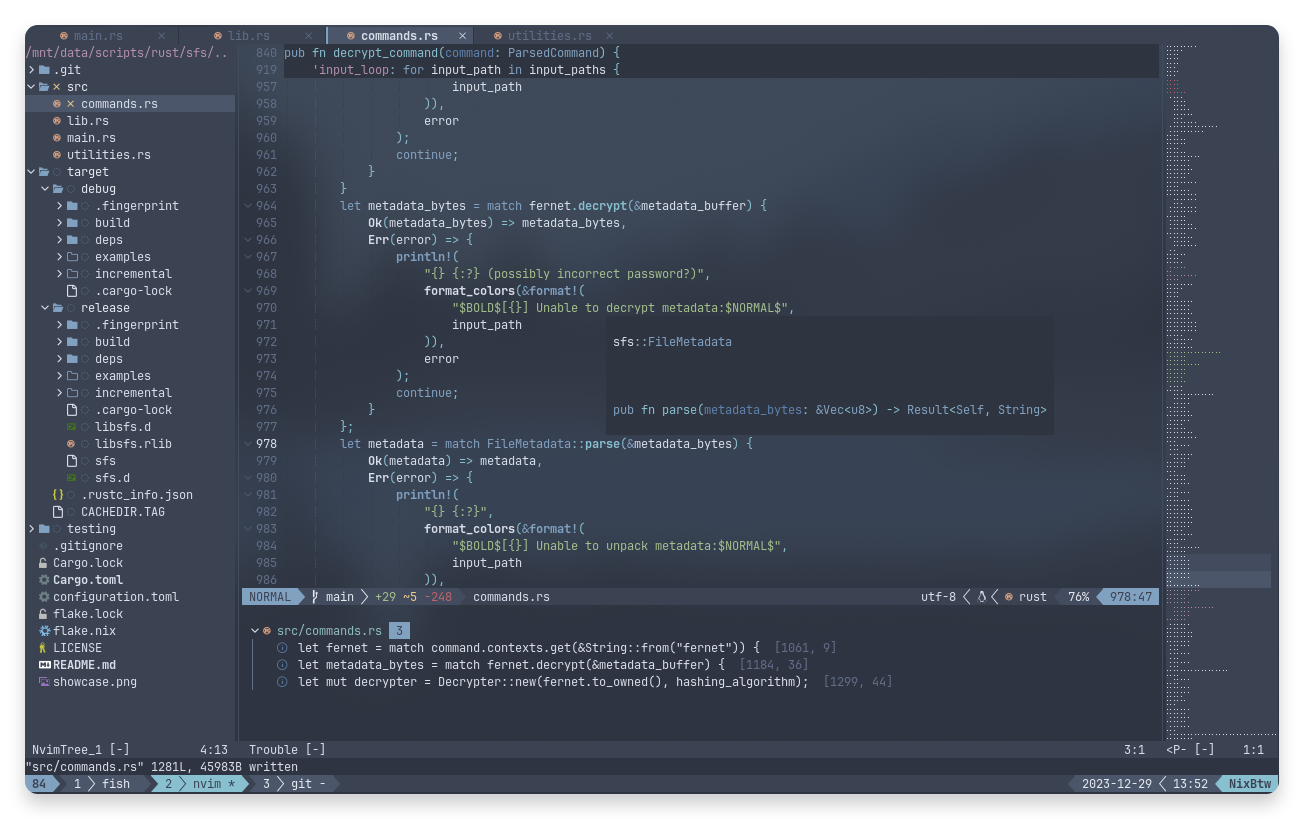 main.rs × lib.rs × commands.rs × utilities.rs ×
/mnt/data/scripts/rust/sfs/..
.git
src
commands.rs
lib.rs
main.rs
utilities.rs
target
debug
.fingerprint
build
deps
examples
incremental
.cargo-lock
release
.fingerprint
build
deps
examples
incremental
.cargo-lock
libsfs.d
libsfs.rlib
sfs
sfs.d
{} .rustc_info.json
CACHEDIR.TAG
testing
.gitignore
Cargo.lock
Cargo.toml
configuration.toml
flake.lock
flake.nix
LICENSE
README.md
showcase.png
840 pub fn decrypt_command(command: ParsedCommand) {
919 'input_loop: for input_path in input_paths {
957 input_path
958 )),
959 error
960 );
961 continue;
962 }
963 }
964 let metadata_bytes = match fernet.decrypt(&metadata_buffer) {
965 Ok(metadata_bytes) => metadata_bytes,
966 Err(error) => {
967 println!(
968 "{} {:?} (possibly incorrect password?)",
969 format_colors(&format!(
970 "$BOLD$[{}] Unable to decrypt metadata:$NORMAL$",
971 input_path
972 )),
973 error
974 );
975 continue;
976 }
977 };
978 let metadata = match FileMetadata::parse(&metadata_bytes) {
979 Ok(metadata) => metadata,
980 Err(error) => {
981 println!(
982 "{} {:?}",
983 format_colors(&format!(
984 "$BOLD$[{}] Unable to unpack metadata:$NORMAL$",
985 input_path
986 )),
sfs::FileMetadata
pub fn parse(metadata_bytes: &Vec<u8>) -> Result<Self, String>
NORMAL main +29 ~5 -248 commands.rs utf-8 rust 76% 978:47
src/commands.rs 3
let fernet = match command.contexts.get(&String::from("fernet")) { [1061, 9]
let metadata_bytes = match fernet.decrypt(&metadata_buffer) { [1184, 36]
let mut decrypter = Decrypter::new(fernet.to_owned(), hashing_algorithm); [1299, 44]
NvimTree_1 [-] 4:13 Trouble [-] 3:1 <P- [-] 1:1
"src/commands.rs" 1281L, 45983B written
84 1 fish 2 nvim * 3 git - 2023-12-29 13:52 NixBtw